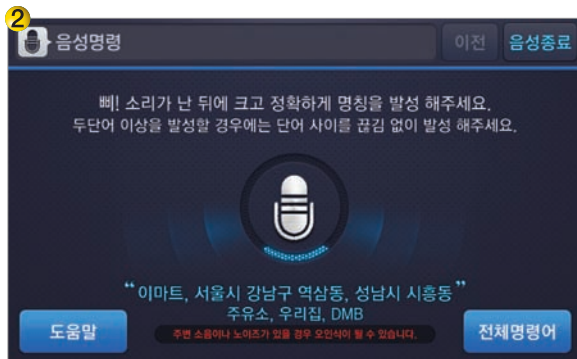 2
음성명령
이전
음성종료
삐! 소리가 난 뒤에 크고 정확하게 명칭을 발성 해주세요.
두단어 이상을 발성할 경우에는 단어 사이를 끊김 없이 발성 해주세요.
“이마트, 서울시 강남구 역삼동, 성남시 시흥동”
주유소, 우리집, DMB
주변 소음이나 노이즈가 있을 경우 오인식이 될 수 있습니다.
도움말
전체명령어